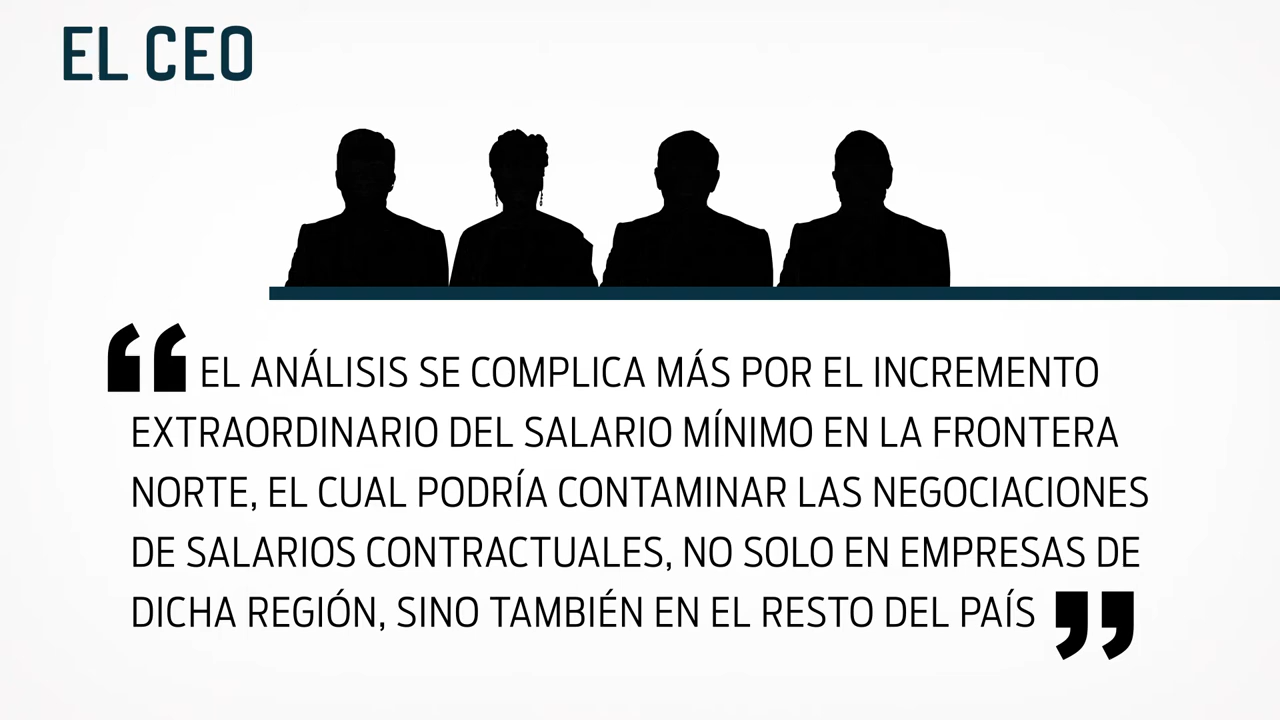 EL CEO
“ EL ANÁLISIS SE COMPLICA MÁS POR EL INCREMENTO
EXTRAORDINARIO DEL SALARIO MÍNIMO EN LA FRONTERA
NORTE, EL CUAL PODRÍA CONTAMINAR LAS NEGOCIACIONES
DE SALARIOS CONTRACTUALES, NO SOLO EN EMPRESAS DE
DICHA REGIÓN, SINO TAMBIÉN EN EL RESTO DEL PAÍS ”